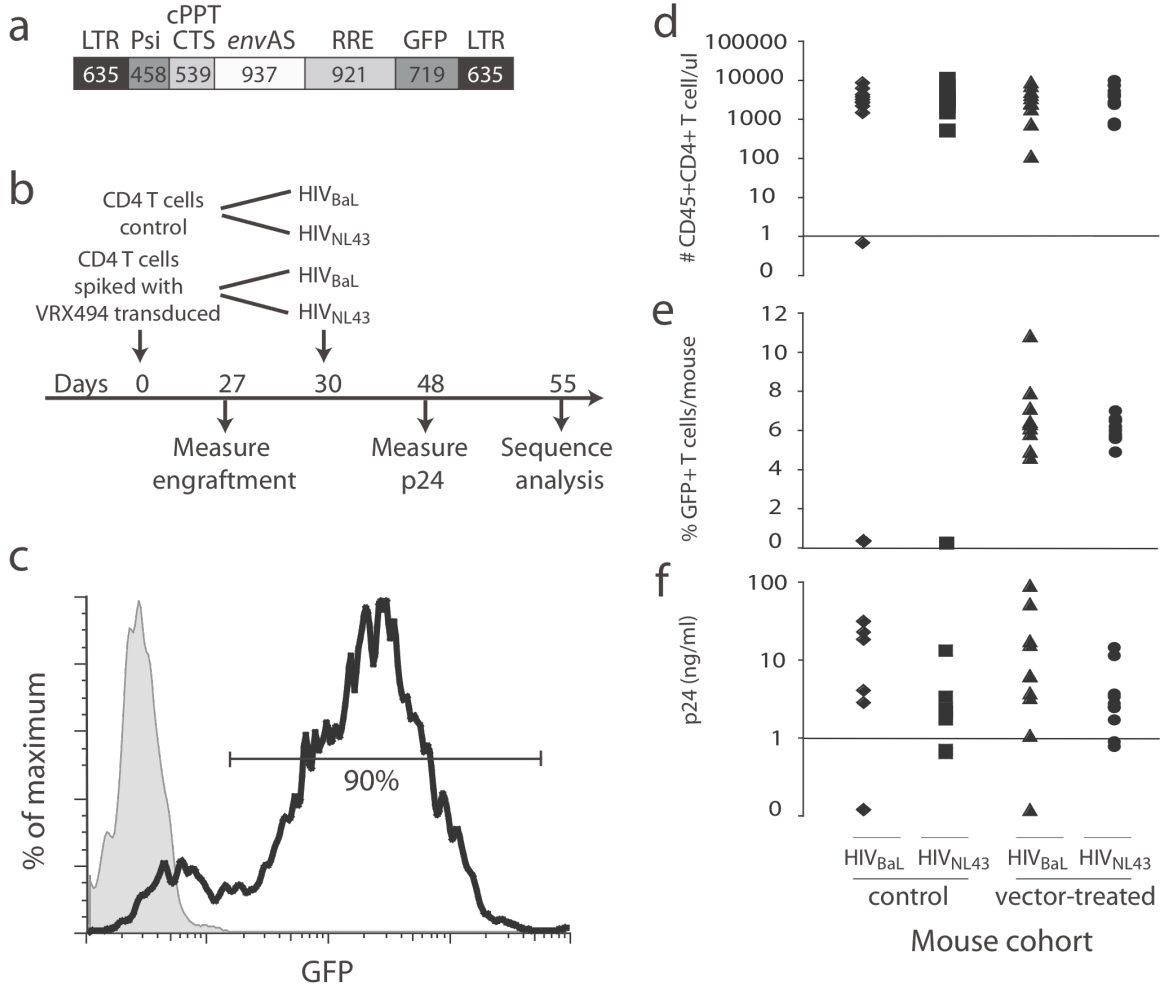 a
cPPT
LTR Psi CTS envAS RRE GFP LTR
635 458 539 937 921 719 635
b
CD4 T cells
control
HIVBaL
HIVNL43
CD4 T cells
spiked with
VRX494 transduced
HIVBaL
HIVNL43
Days 0 27 30 48 55
Measure
engraftment
Measure
p24
Sequence
analysis
c
% of maximum
90%
GFP
d
# CD45+CD4+ T cell/ul
100000
10000
1000
100
10
1
0
e
% GFP+ T cells/mouse
12
10
8
6
4
2
0
f
p24 (ng/ml)
100
10
1
0
HIVBaL HIVNL43 HIVBaL HIVNL43
control vector-treated
Mouse cohort